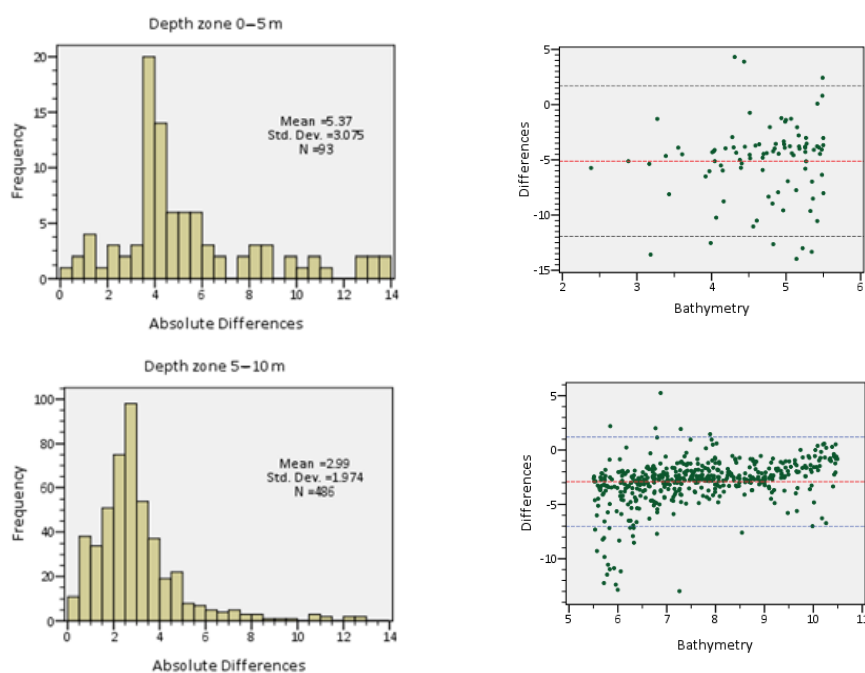 Depth zone 0–5 m
20
15
10
5
0
Frequency
Mean =5.37
Std. Dev. =3.075
N =93
0 2 4 6 8 10 12 14
Absolute Differences
5
0
-5
-10
-15
Differences
2 3 4 5 6
Bathymetry
Depth zone 5–10 m
100
80
60
40
20
0
Frequency
Mean =2.99
Std. Dev. =1.974
N =486
0 2 4 6 8 10 12 14
Absolute Differences
5
0
-5
-10
Differences
5 6 7 8 9 10 11
Bathymetry